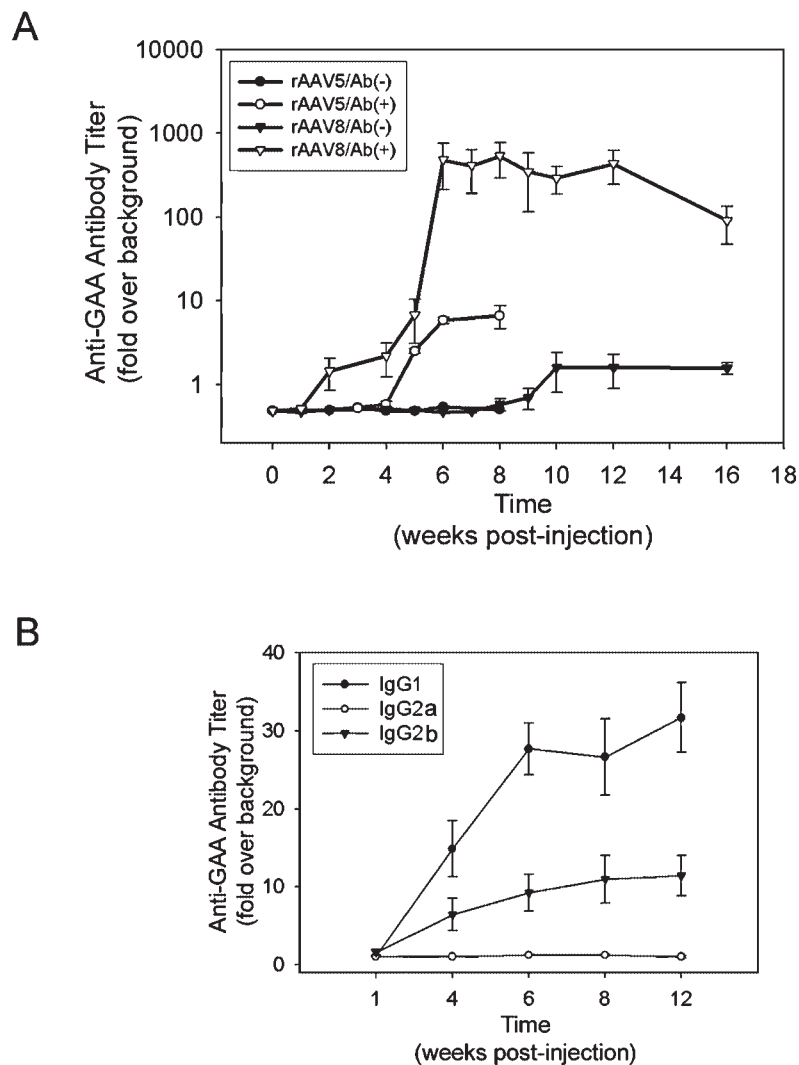 A
Anti-GAA Antibody Titer
(fold over background)
10000
1000
100
10
1
rAAV5/Ab(-)
rAAV5/Ab(+)
rAAV8/Ab(-)
rAAV8/Ab(+)
0 2 4 6 8 10 12 14 16 18
Time
(weeks post-injection)
B
Anti-GAA Antibody Titer
(fold over background)
40
30
20
10
0
IgG1
IgG2a
IgG2b
1 4 6 8 12
Time
(weeks post-injection)